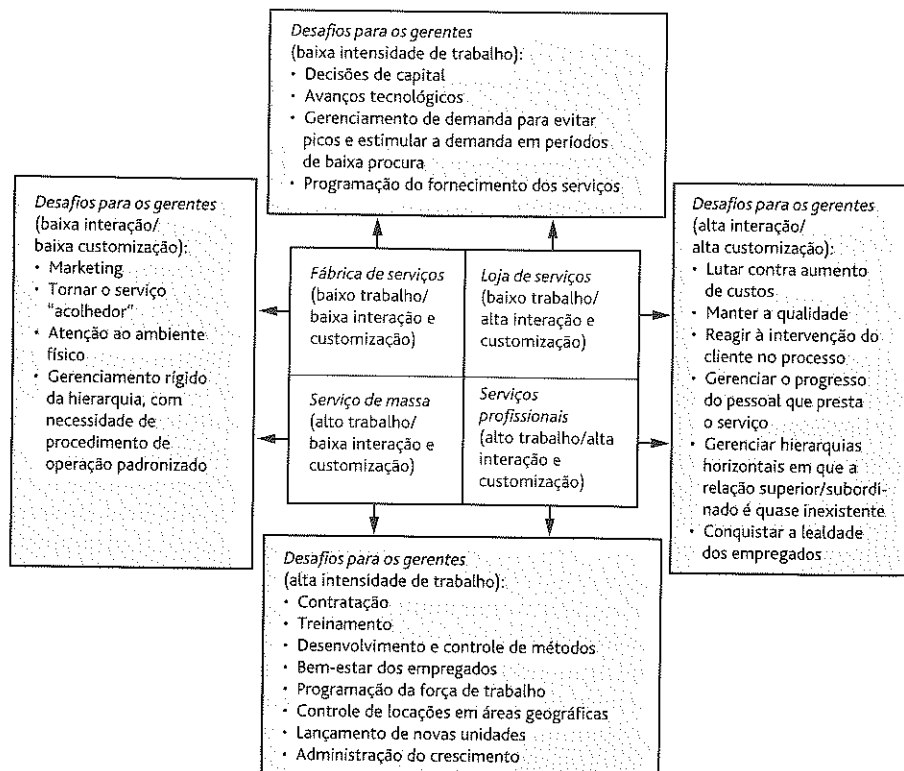 Desafios para os gerentes
(baixa intensidade de trabalho):
• Decisões de capital
• Avanços tecnológicos
• Gerenciamento de demanda para evitar
picos e estimular a demanda em períodos
de baixa procura
• Programação do fornecimento dos serviços
Desafios para os gerentes
(baixa interação/
baixa customização):
• Marketing
• Tornar o serviço
"acolhedor"
• Atenção ao ambiente
físico
• Gerenciamento rígido
da hierarquia, com
necessidade de
procedimento de
operação padronizado
Fábrica de serviços
(baixo trabalho/
baixa interação e
customização)
Loja de serviços
(baixo trabalho/
alta interação e
customização)
Serviço de massa
(alto trabalho/
baixa interação e
customização)
Serviços
profissionais
(alto trabalho/alta
interação e
customização)
Desafios para os gerentes
(alta interação/
alta customização):
• Lutar contra aumento
de custos
• Manter a qualidade
• Reagir à intervenção do
cliente no processo
• Gerenciar o progresso
do pessoal que presta
o serviço
• Gerenciar hierarquias
horizontais em que a
relação superior/subordi-
nado é quase inexistente
• Conquistar a lealdade
dos empregados
Desafios para os gerentes
(alta intensidade de trabalho):
• Contratação
• Treinamento
• Desenvolvimento e controle de métodos
• Bem-estar dos empregados
• Programação da força de trabalho
• Controle de locações em áreas geográficas
• Lançamento de novas unidades
• Administração do crescimento